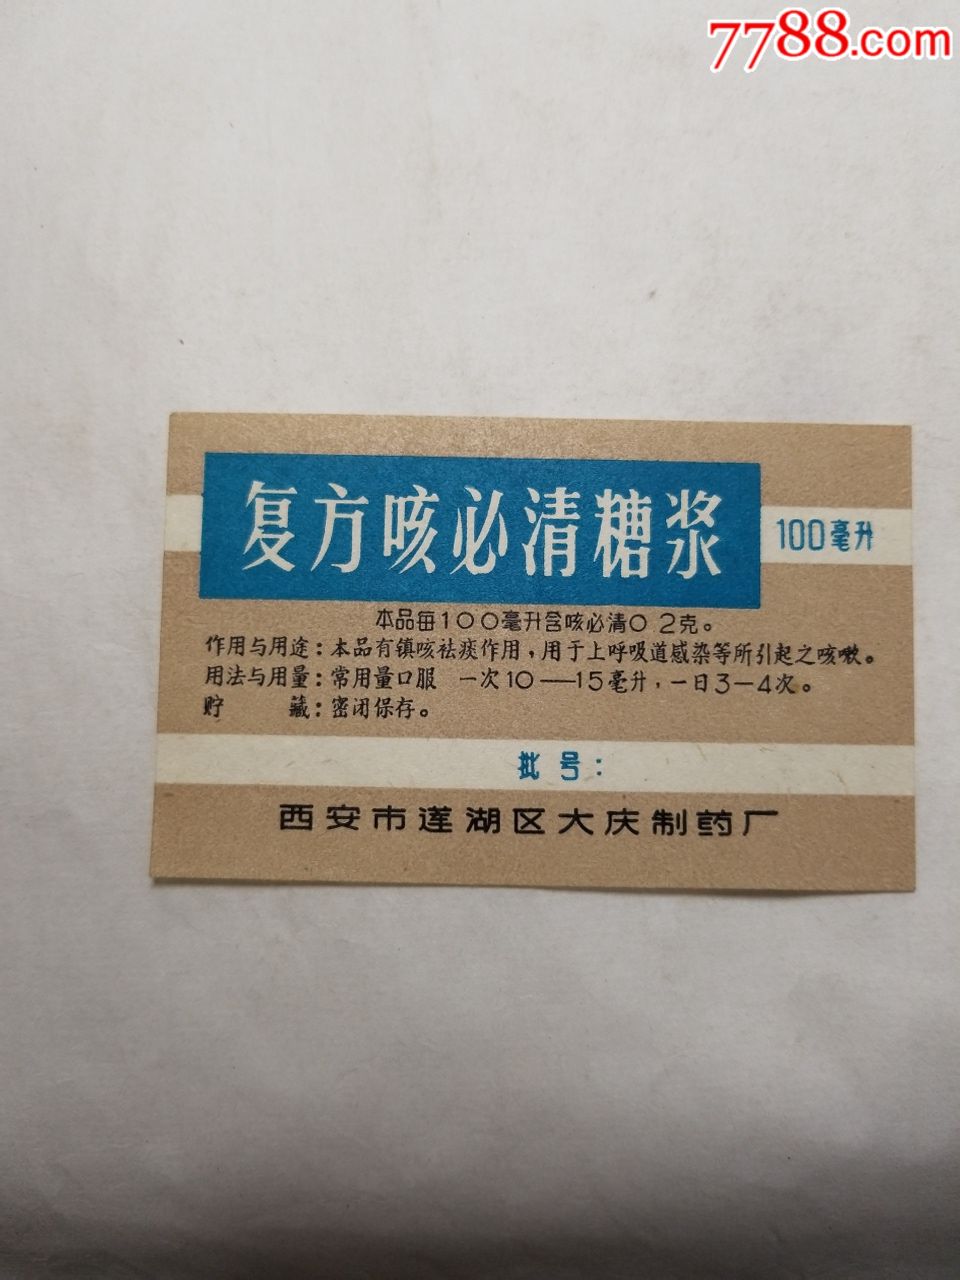 7788.com
复方咳必清糖浆
100毫升
本品每100毫升含咳必清0 2克。
作用与用途：本品有镇咳祛痰作用，用于上呼吸道感染等所引起之咳嗽。
用法与用量：常用量口服 一次10—15毫升，一日3—4次。
贮 藏：密闭保存。
批号：
西安市莲湖区大庆制药厂